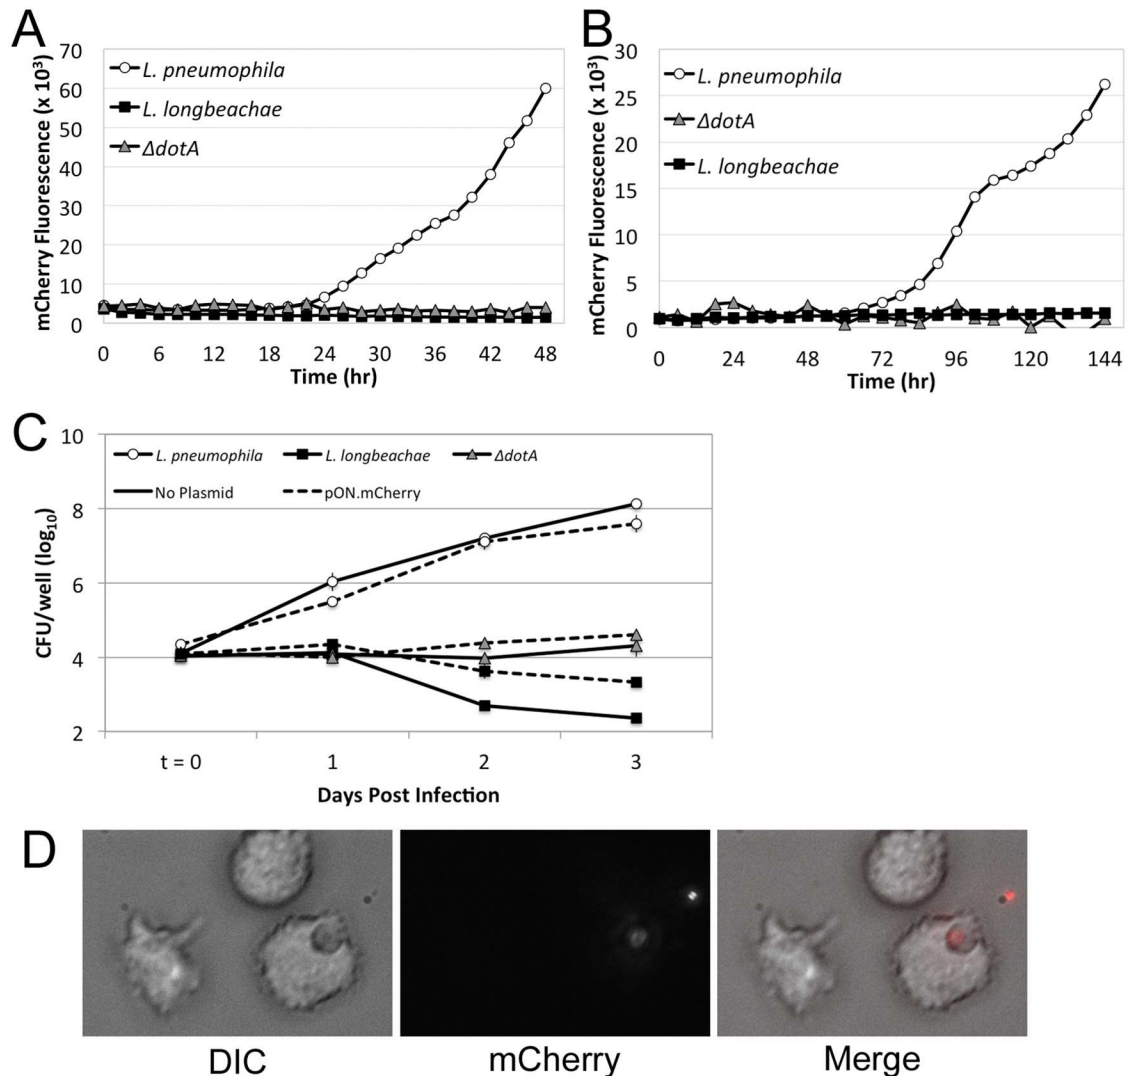 A
mCherry Fluorescence (x 10³)
70
60
50
40
30
20
10
0
L. pneumophila
L. longbeachae
ΔdotA
0 6 12 18 24 30 36 42 48
Time (hr)
B
mCherry Fluorescence (x 10³)
30
25
20
15
10
5
0
L. pneumophila
ΔdotA
L. longbeachae
0 24 48 72 96 120 144
Time (hr)
C
CFU/well (log₁₀)
10
8
6
4
2
L. pneumophila L. longbeachae ΔdotA
No Plasmid pON.mCherry
t = 0 1 2 3
Days Post Infection
D
DIC mCherry Merge